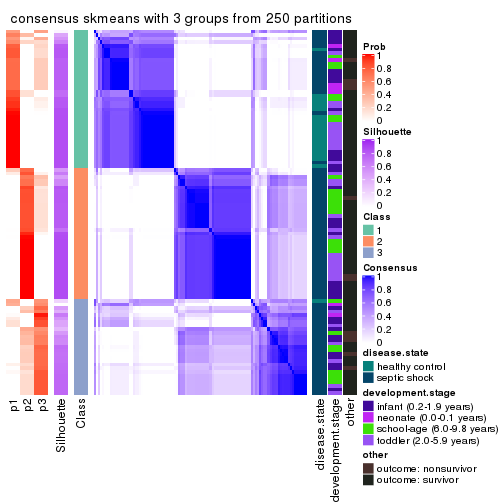 consensus skmeans with 3 groups from 250 partitions
Prob
1
0.8
0.6
0.4
0.2
0
Silhouette
1
0.8
0.6
0.4
0.2
0
Class
1
2
3
Consensus
1
0.8
0.6
0.4
0.2
0
disease.state
healthy control
septic shock
development.stage
infant (0.2-1.9 years)
neonate (0.0-0.1 years)
school-age (6.0-9.8 years)
toddler (2.0-5.9 years)
other
outcome: nonsurvivor
outcome: survivor
p1
p2
p3
Silhouette
Class
disease.state
development.stage
other